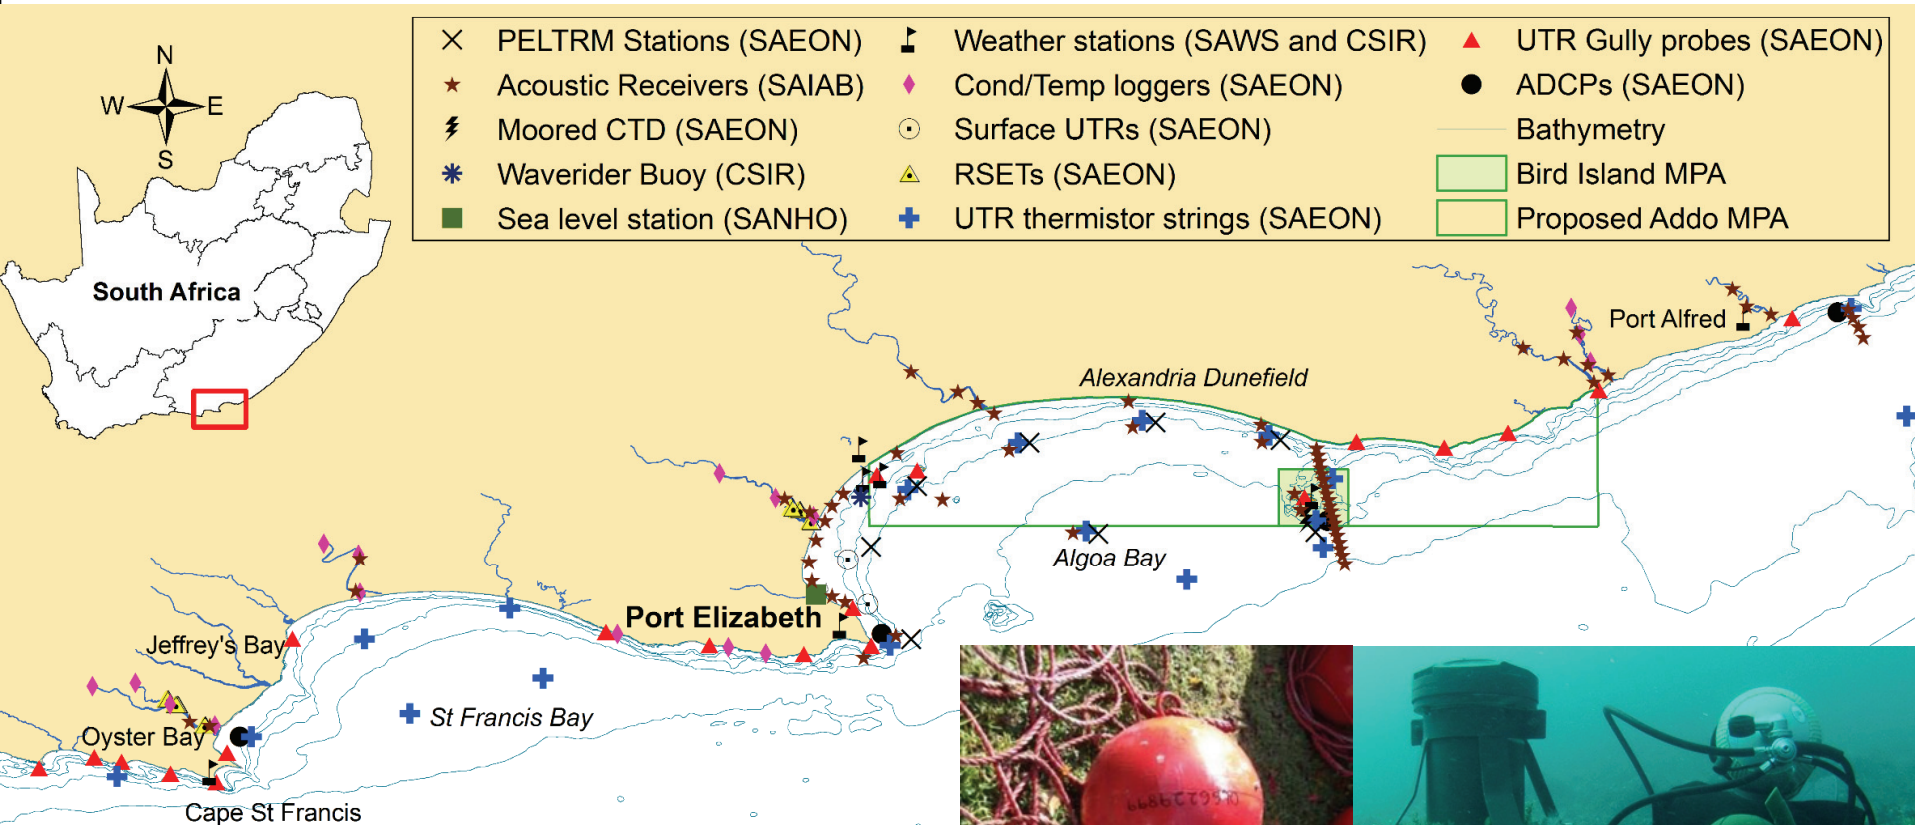 N
W E
S
PELTRM Stations (SAEON)
Acoustic Receivers (SAIAB)
Moored CTD (SAEON)
Waverider Buoy (CSIR)
Sea level station (SANHO)
Weather stations (SAWS and CSIR)
Cond/Temp loggers (SAEON)
Surface UTRs (SAEON)
RSETs (SAEON)
UTR thermistor strings (SAEON)
UTR Gully probes (SAEON)
ADCPs (SAEON)
Bathymetry
Bird Island MPA
Proposed Addo MPA
South Africa
Port Alfred
Alexandria Dunefield
Algoa Bay
Port Elizabeth
Jeffrey's Bay
St Francis Bay
Oyster Bay
Cape St Francis